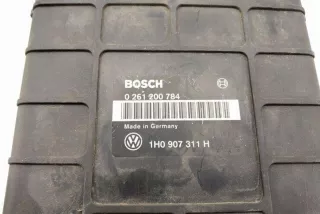 BOSCH
0 261 200 784
Made in Germany
1H0 907 311 H